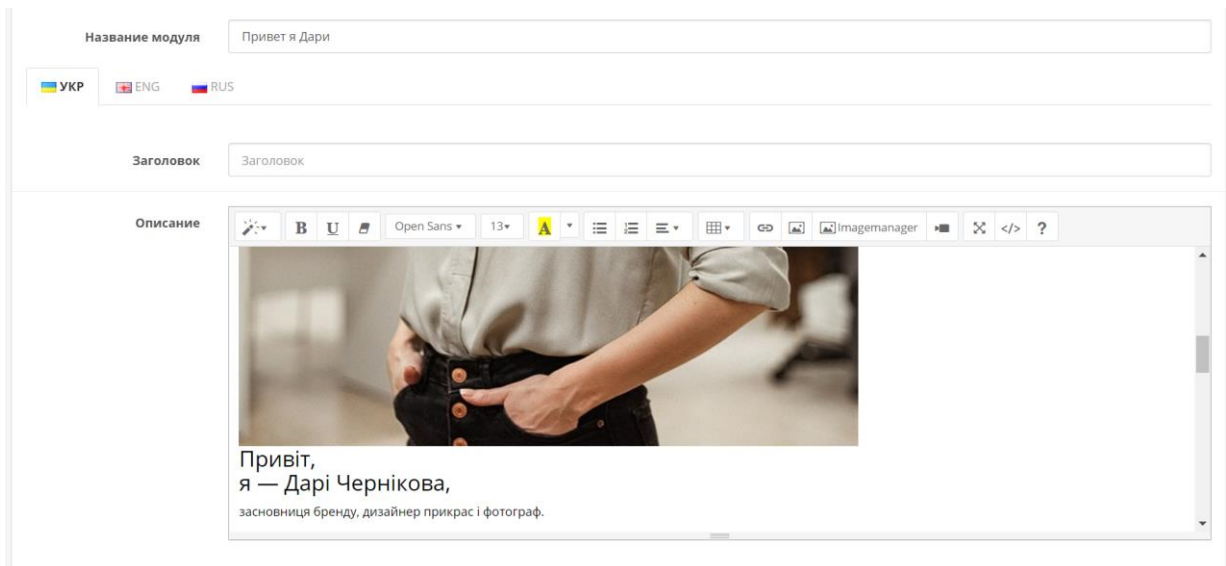 Название модуля
Привет я Дари
УКР ENG RUS
Заголовок
Заголовок
Описание
B U Open Sans 13 A Imagemanager </> ?
Привіт,
я — Дарі Чернікова,
засновниця бренду, дизайнер прикрас і фотограф.